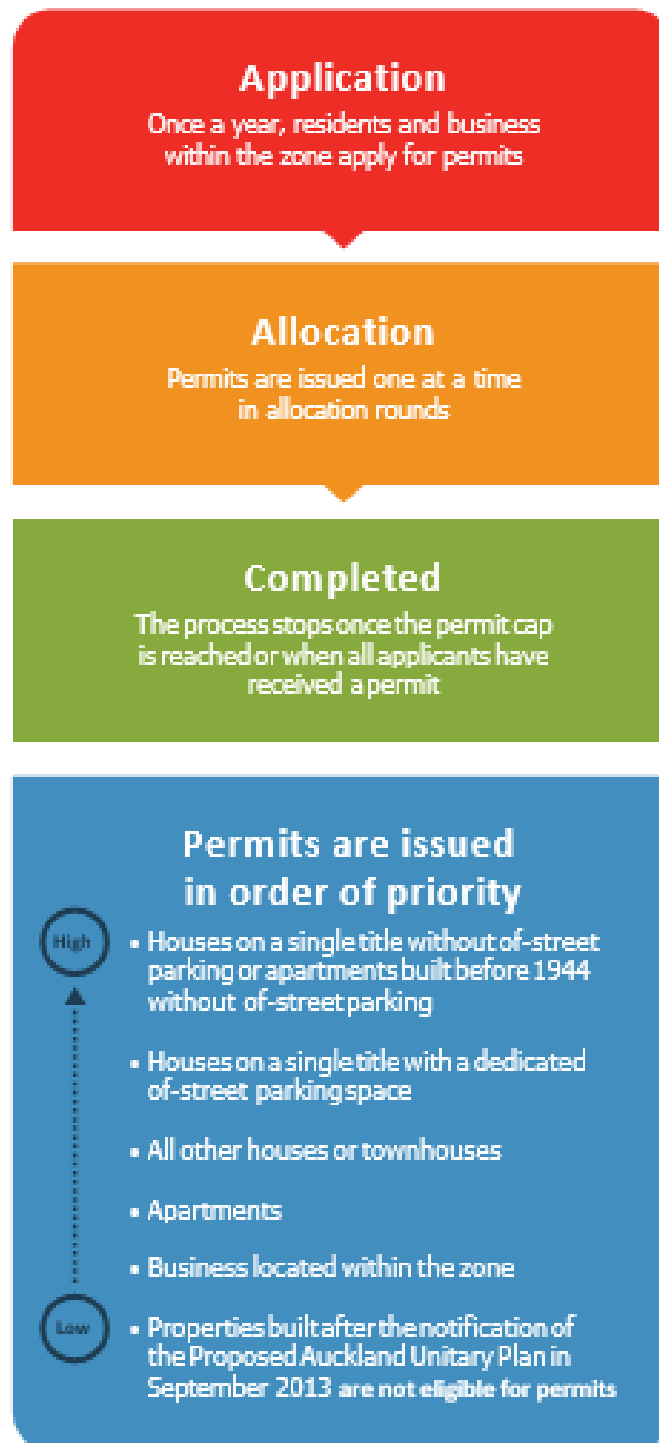 Application
Once a year, residents and business
within the zone apply for permits
Allocation
Permits are issued one at a time
in allocation rounds
Completed
The process stops once the permit cap
is reached or when all applicants have
received a permit
Permits are issued
in order of priority
High
• Houses on a single title without of-street
parking or apartments built before 1944
without of-street parking
• Houses on a single title with a dedicated
of-street parking space
• All other houses or townhouses
• Apartments
• Business located within the zone
Low
• Properties built after the notification of
the Proposed Auckland Unitary Plan in
September 2013 are not eligible for permits